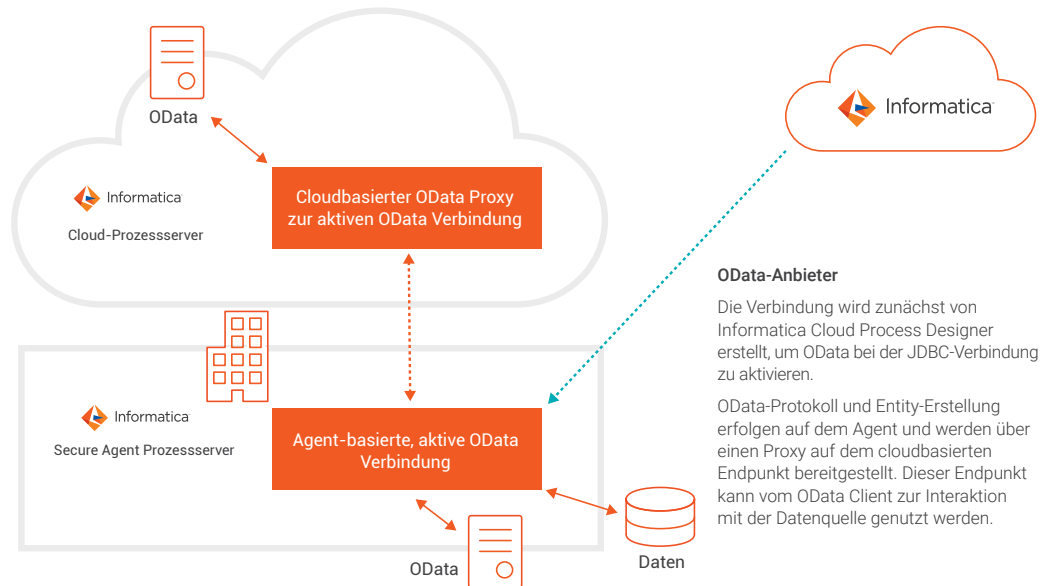 OData
Informatica
Cloud-Prozessserver
Cloudbasierter OData Proxy
zur aktiven OData Verbindung
Informatica
OData-Anbieter
Die Verbindung wird zunächst von
Informatica Cloud Process Designer
erstellt, um OData bei der JDBC-Verbindung
zu aktivieren.
OData-Protokoll und Entity-Erstellung
erfolgen auf dem Agent und werden über
einen Proxy auf dem cloudbasierten
Endpunkt bereitgestellt. Dieser Endpunkt
kann vom OData Client zur Interaktion
mit der Datenquelle genutzt werden.
Informatica
Secure Agent Prozessserver
Agent-basierte, aktive OData
Verbindung
OData
Daten